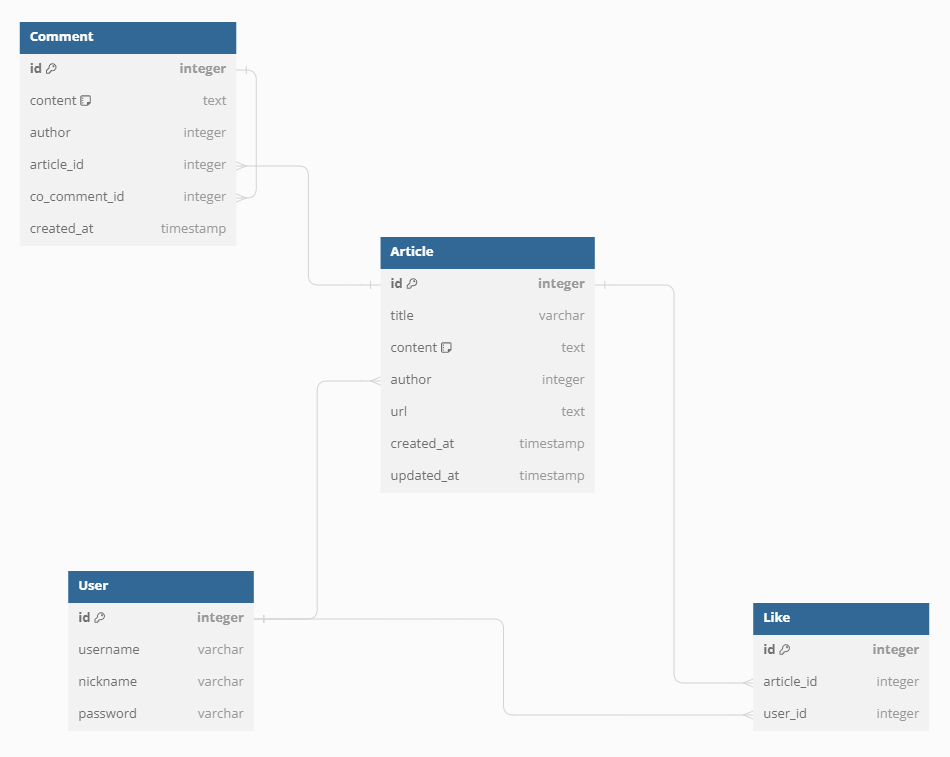 Comment
id integer
content text
author integer
article_id integer
co_comment_id integer
created_at timestamp
Article
id integer
title varchar
content text
author integer
url text
created_at timestamp
updated_at timestamp
User
id integer
username varchar
nickname varchar
password varchar
Like
id integer
article_id integer
user_id integer